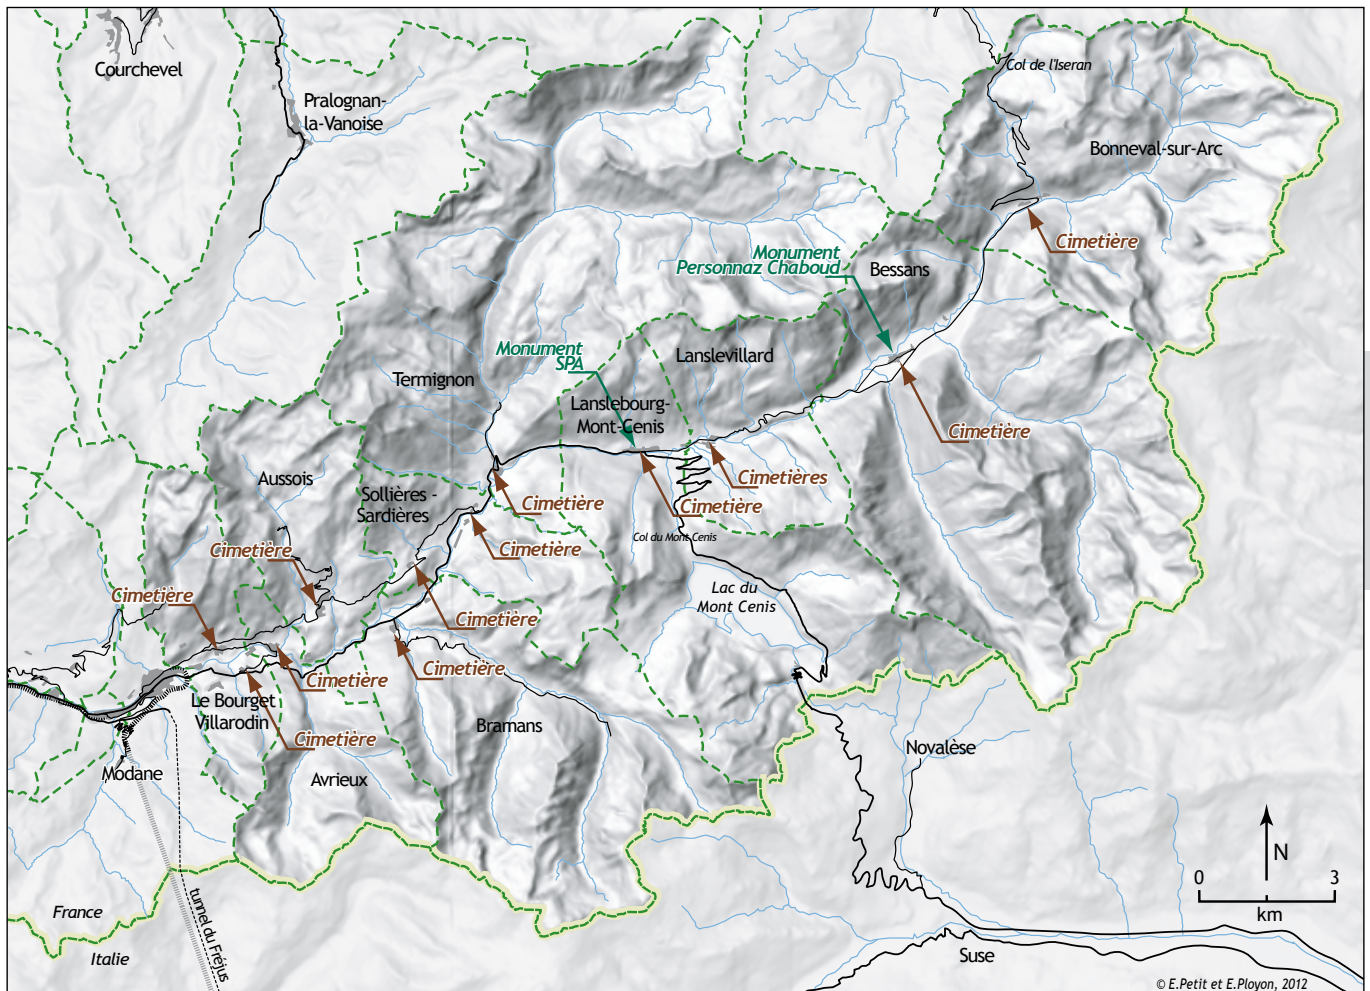 Courchevel
Pralognan-
la-Vanoise
Col de l'Iseran
Bonneval-sur-Arc
Cimetière
Monument
Personnaz Chaboud
Bessans
Monument
SPA
Lanslevillard
Termignon
Lanslebourg-
Mont-Cenis
Cimetière
Aussois
Cimetières
Sollières -
Sardières
Cimetière
Cimetière
Col du Mont Cenis
Cimetière
Cimetière
Lac du
Mont Cenis
Cimetière
Cimetière
Cimetière
Cimetière
Le Bourget
Villarodin
Bramans
Cimetière
Novalèse
Modane
Avrieux
N
0 3
km
France
tunnel du Fréjus
Italie
Suse
© E.Petit et E.Ployon, 2012